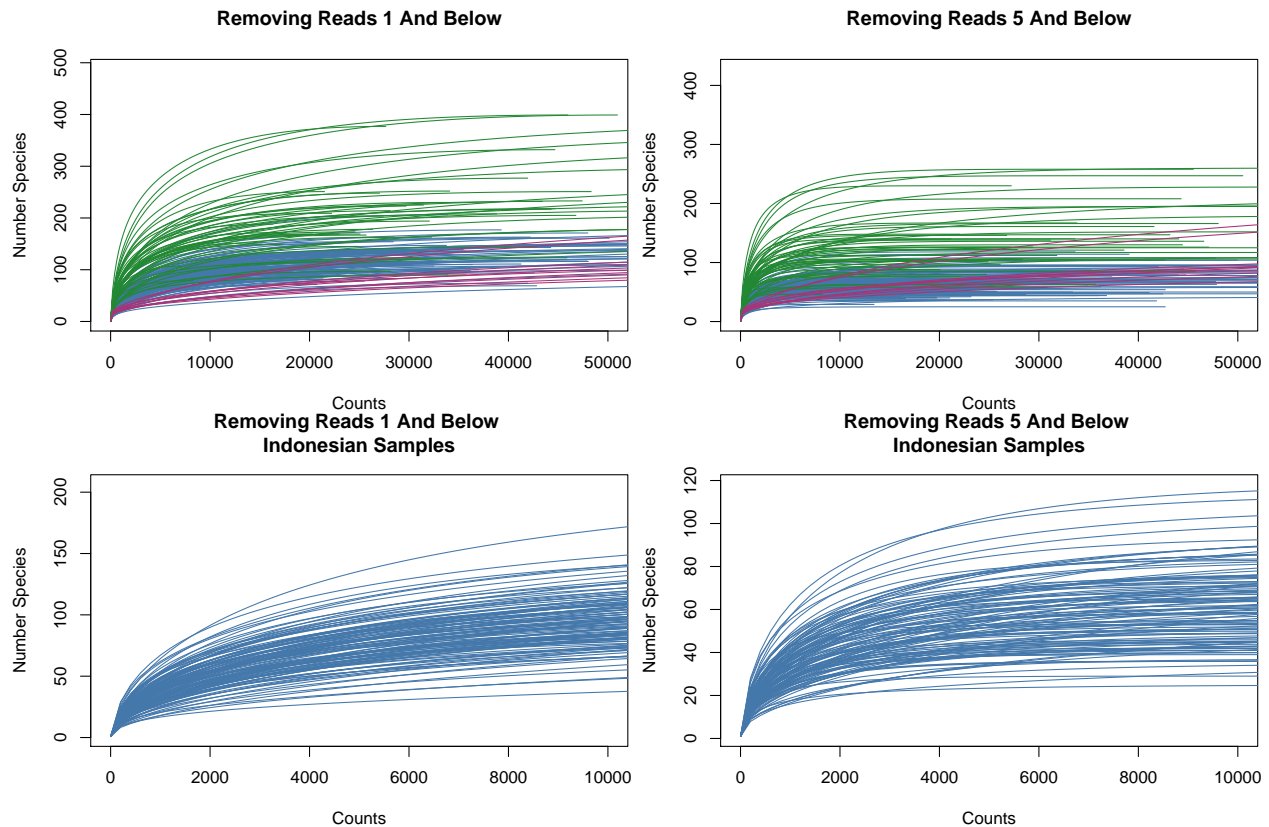 Removing Reads 1 And Below
Number Species
500
400
300
200
100
0
0 10000 20000 30000 40000 50000
Counts
Removing Reads 5 And Below
Number Species
400
300
200
100
0
0 10000 20000 30000 40000 50000
Counts
Removing Reads 1 And Below
Indonesian Samples
Number Species
200
150
100
50
0
0 2000 4000 6000 8000 10000
Counts
Removing Reads 5 And Below
Indonesian Samples
Number Species
120
100
80
60
40
20
0
0 2000 4000 6000 8000 10000
Counts